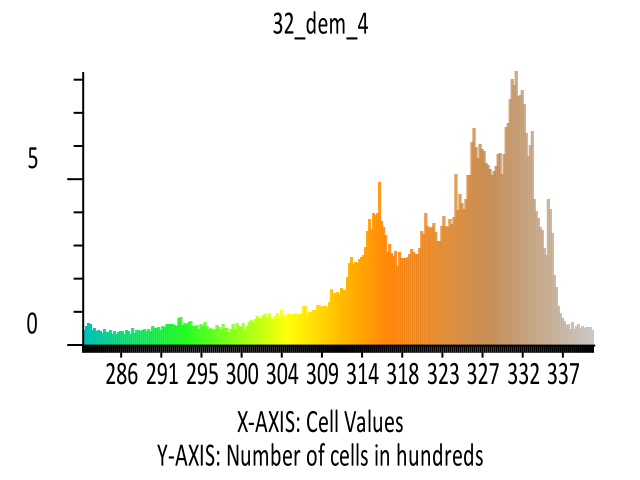 32_dem_4
5
0
286 291 295 300 304 309 314 318 323 327 332 337
X-AXIS: Cell Values
Y-AXIS: Number of cells in hundreds